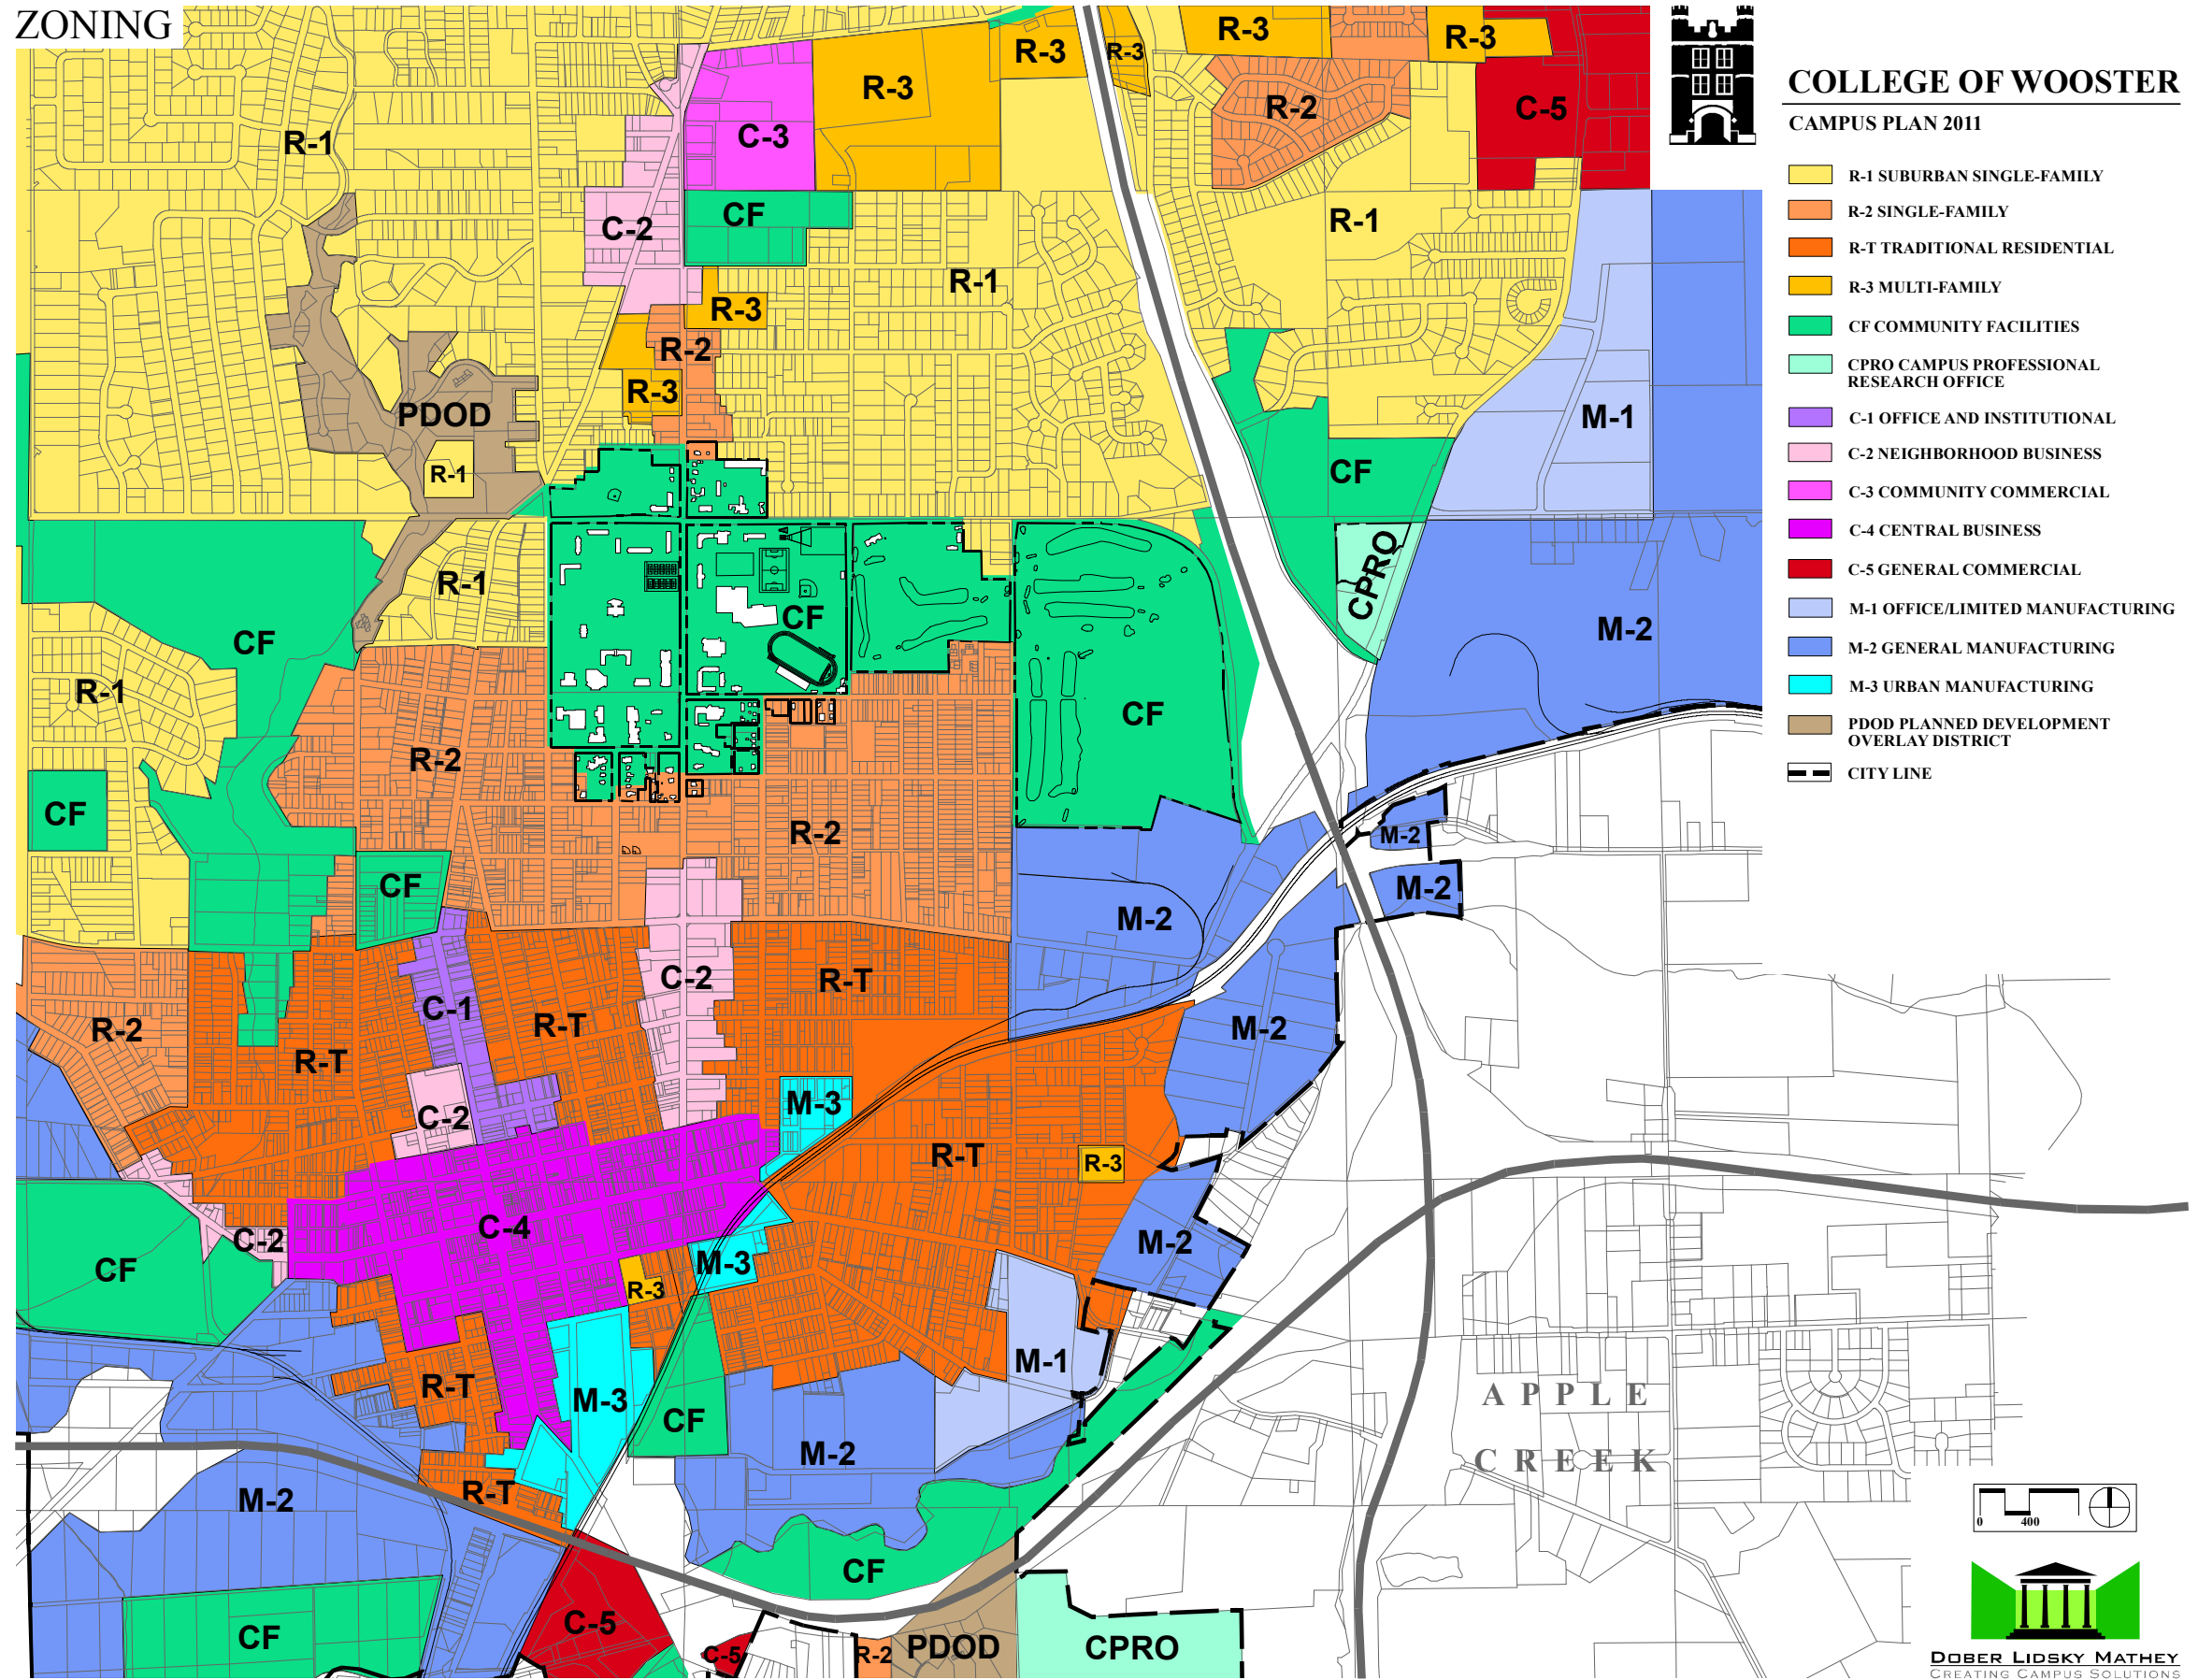 ZONING
COLLEGE OF WOOSTER
CAMPUS PLAN 2011
R-1 SUBURBAN SINGLE-FAMILY
R-2 SINGLE-FAMILY
R-T TRADITIONAL RESIDENTIAL
R-3 MULTI-FAMILY
CF COMMUNITY FACILITIES
CPRO CAMPUS PROFESSIONAL
RESEARCH OFFICE
C-1 OFFICE AND INSTITUTIONAL
C-2 NEIGHBORHOOD BUSINESS
C-3 COMMUNITY COMMERCIAL
C-4 CENTRAL BUSINESS
C-5 GENERAL COMMERCIAL
M-1 OFFICE/LIMITED MANUFACTURING
M-2 GENERAL MANUFACTURING
M-3 URBAN MANUFACTURING
PDOD PLANNED DEVELOPMENT
OVERLAY DISTRICT
CITY LINE
R-3
R-3
R-3
R-3
R-3
R-2
C-5
C-3
R-1
CF
C-2
R-1
R-1
R-3
R-2
R-3
PDOD
M-1
R-1
CF
CPRO
R-1
CF
M-2
CF
R-1
CF
R-2
CF
R-2
M-2
CF
M-2
M-2
C-2
R-T
C-1
R-T
R-2
M-2
R-T
M-3
C-2
R-T
R-3
C-4
C-2
M-2
CF
M-3
R-3
M-1
R-T
M-3
CF
M-2
R-T
M-2
CF
C-5
CF
C-5
R-2
PDOD
CPRO
APPLE
CREEK
0 400
DOBER LIDSKY MATHEY
CREATING CAMPUS SOLUTIONS